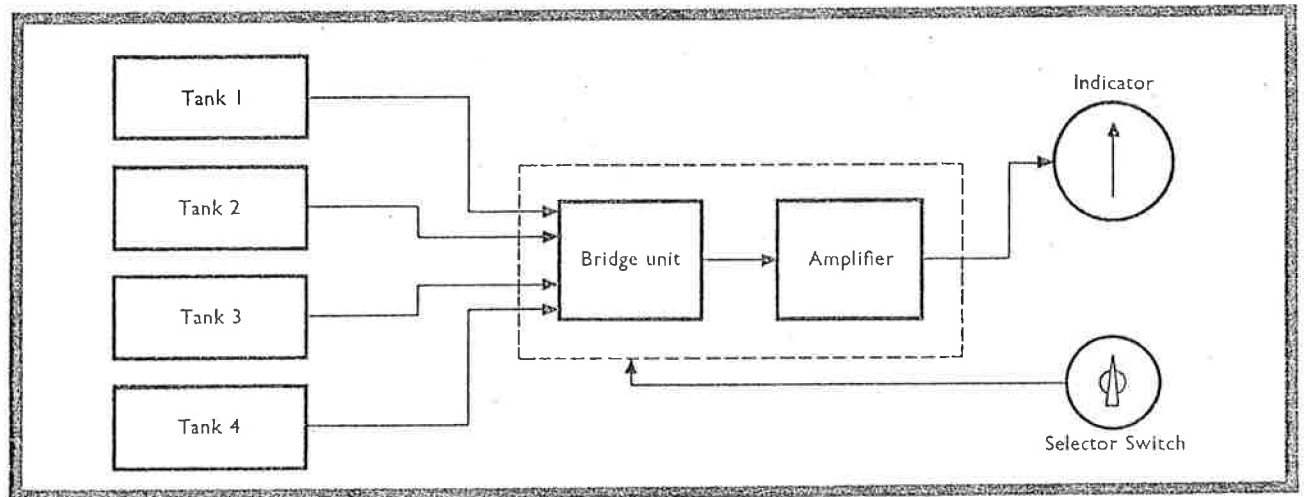 Tank 1
Tank 2
Tank 3
Tank 4
Bridge unit
Amplifier
Indicator
Selector Switch